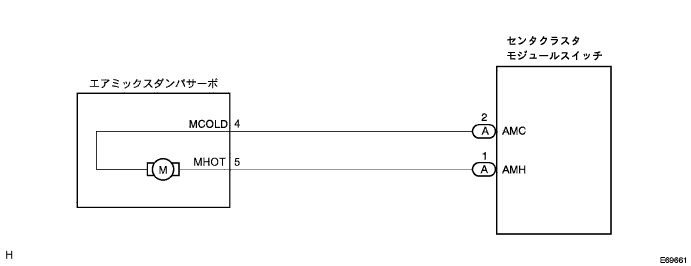 センタクラスタ
モジュールスイッチ
エアミックスダンパサーボ
MCOLD 4
2
A AMC
M
MHOT 5
1
A AMH
H
E69661